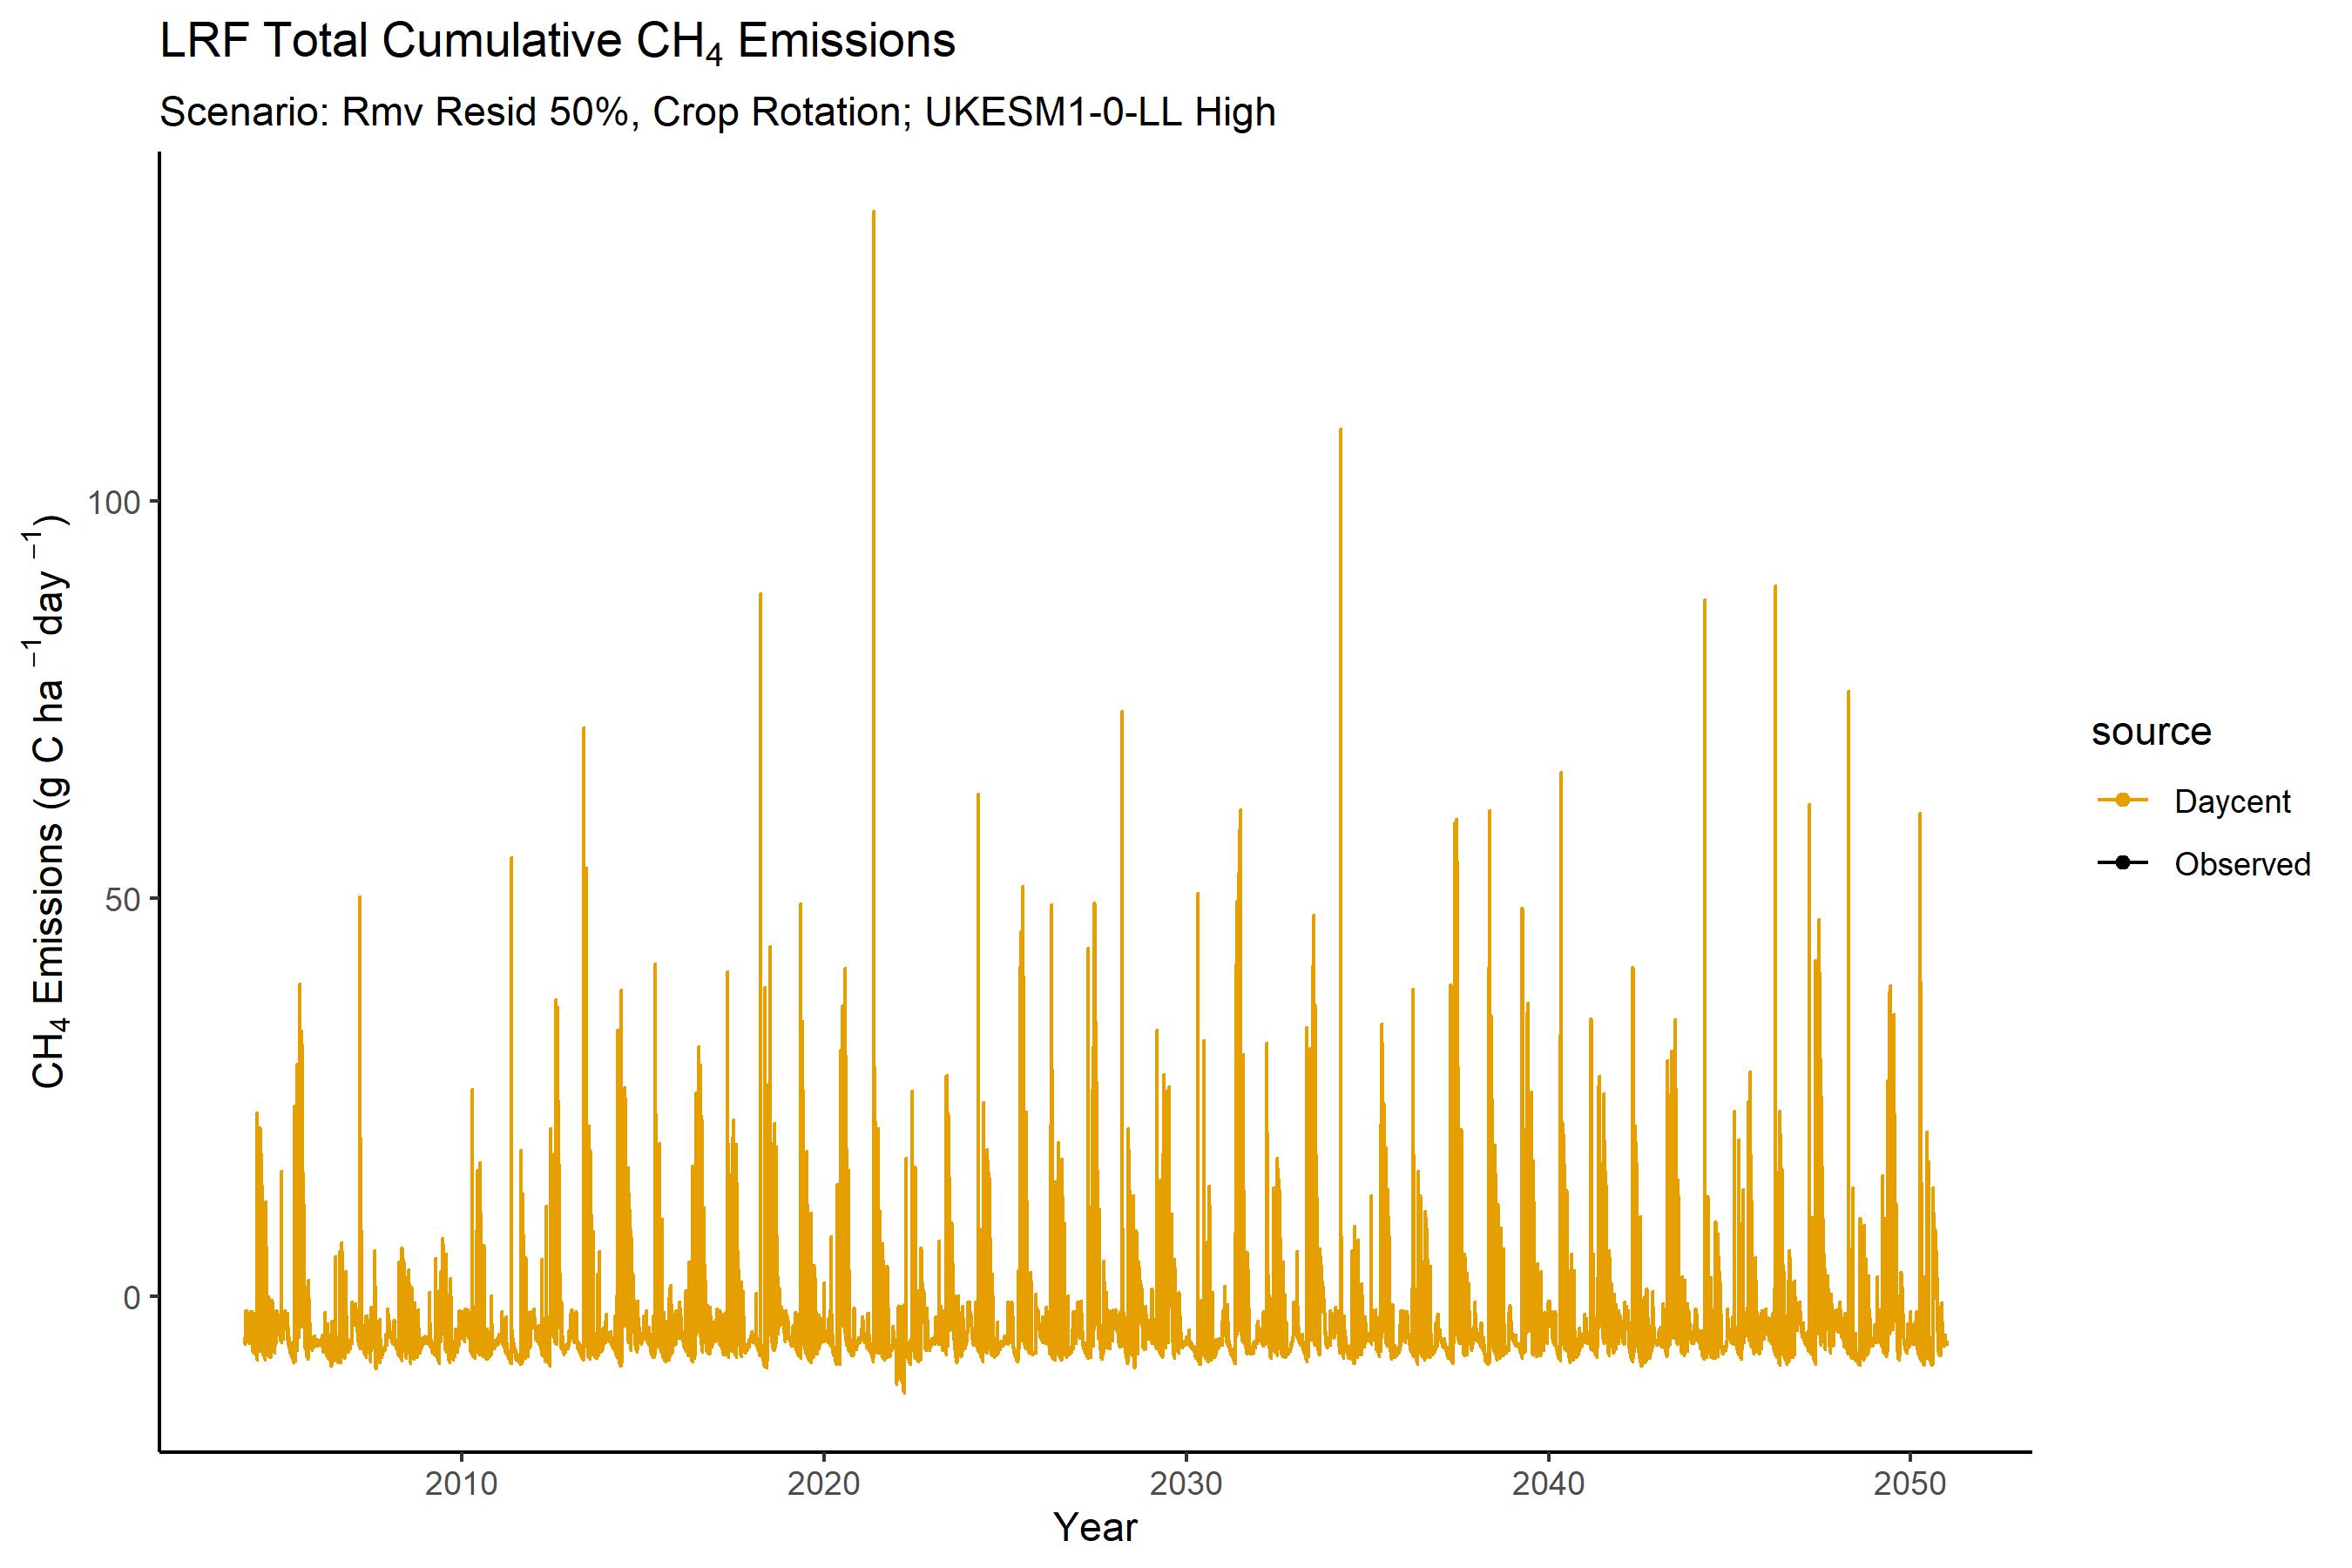 LRF Total Cumulative CH₄ Emissions
Scenario: Rmv Resid 50%, Crop Rotation; UKESM1-0-LL High
CH₄ Emissions (g C ha ⁻¹day ⁻¹)
100
50
0
2010 2020 2030 2040 2050
Year
source
Daycent
Observed